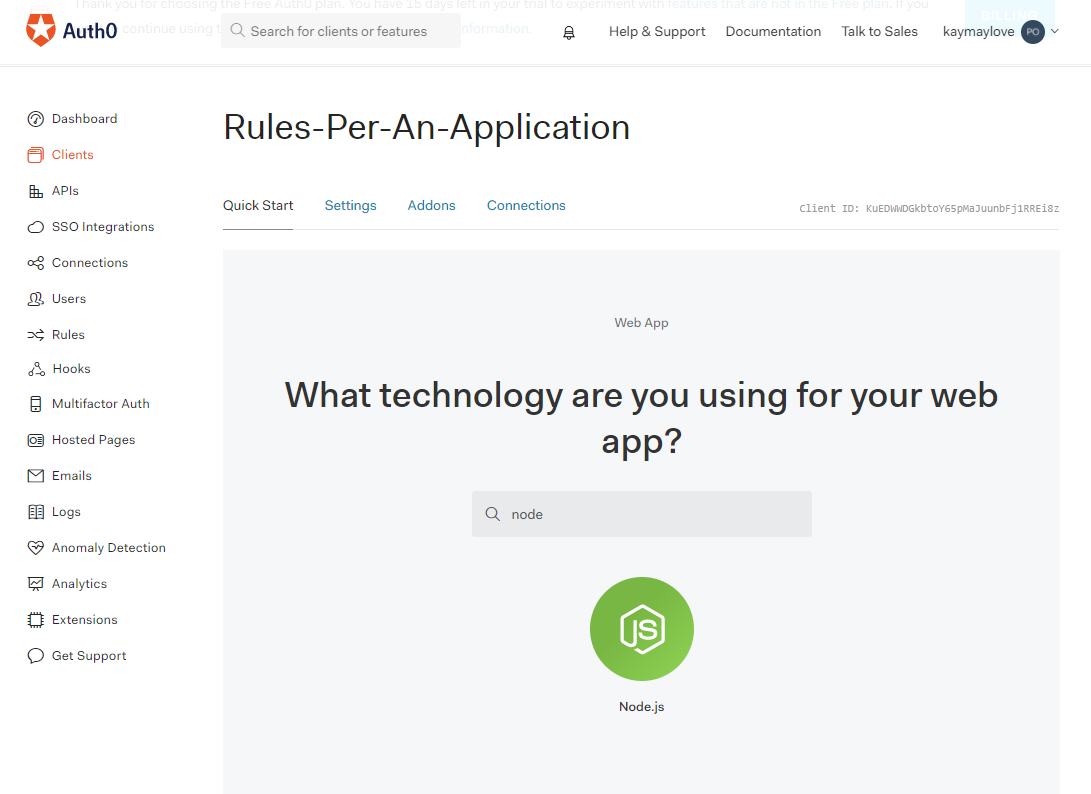 Thank you for choosing the Free Auth0 plan. You have 15 days left in your trial to experiment with features that are not in the Free plan. If you
continue using t
nformation.
BILLING
Auth0
Search for clients or features
Help & Support
Documentation
Talk to Sales
kaymaylove
PO
Dashboard
Clients
APIs
SSO Integrations
Connections
Users
Rules
Hooks
Multifactor Auth
Hosted Pages
Emails
Logs
Anomaly Detection
Analytics
Extensions
Get Support
Rules-Per-An-Application
Quick Start
Settings
Addons
Connections
Client ID: KuEDWWDGkbtoY65pMaJuunbFj1RREi8z
Web App
What technology are you using for your web
app?
node
JS
Node.js